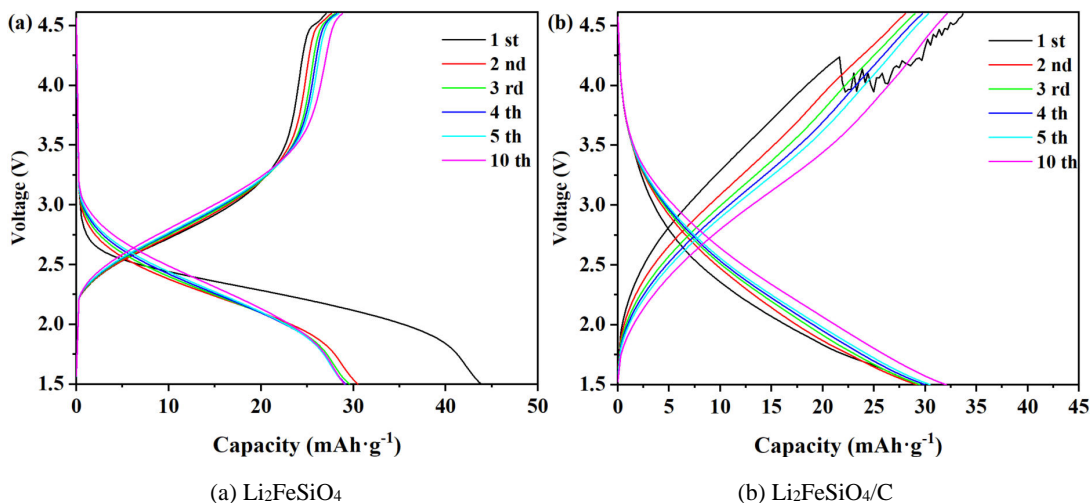 (a)
4.5
4.0
3.5
3.0
2.5
2.0
1.5
Voltage (V)
1 st
2 nd
3 rd
4 th
5 th
10 th
0 10 20 30 40 50
Capacity (mAh·g⁻¹)
(a) Li₂FeSiO₄
(b)
4.5
4.0
3.5
3.0
2.5
2.0
1.5
Voltage (V)
1 st
2 nd
3 rd
4 th
5 th
10 th
0 5 10 15 20 25 30 35 40 45
Capacity (mAh·g⁻¹)
(b) Li₂FeSiO₄/C